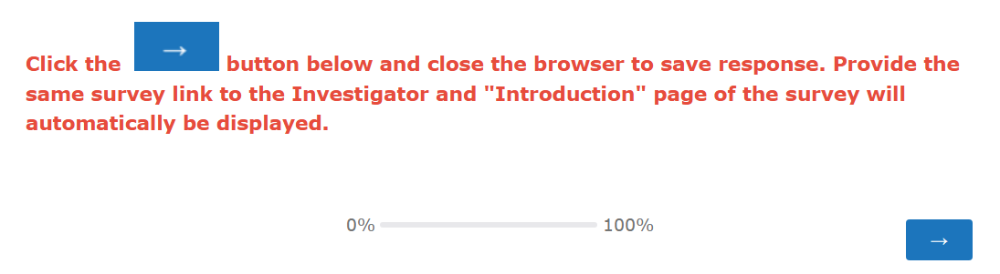 Click the → button below and close the browser to save response. Provide the
same survey link to the Investigator and "Introduction" page of the survey will
automatically be displayed.
0% 100%
→